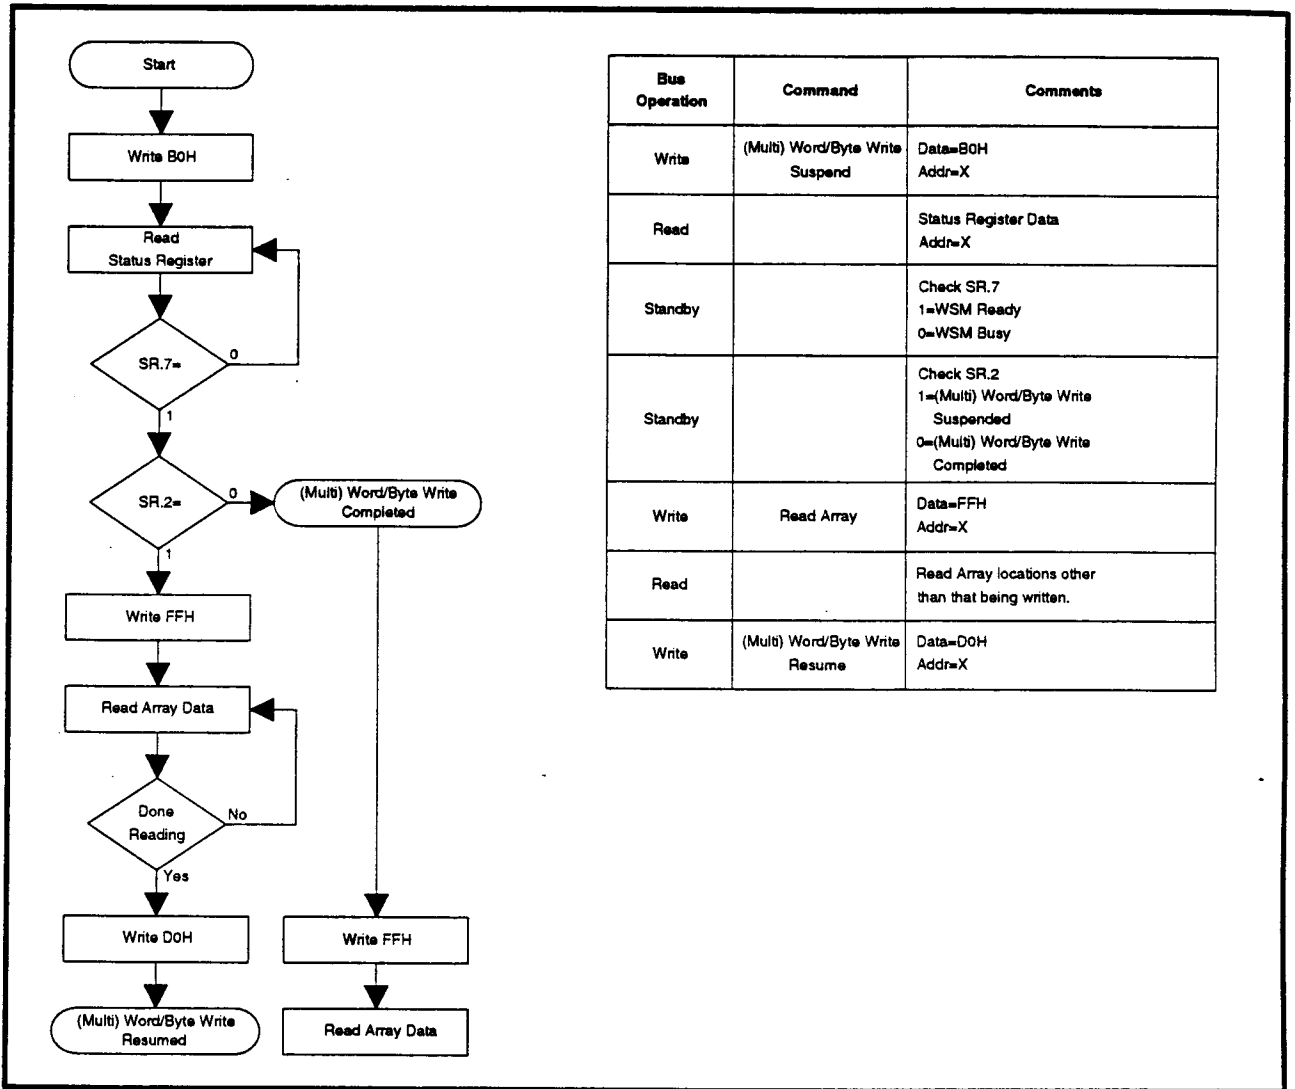 Start
Write B0H
Read
Status Register
SR.7=
0
1
SR.2=
0
1
(Multi) Word/Byte Write
Completed
Write FFH
Read Array Data
Done
Reading
No
Yes
Write D0H
Write FFH
(Multi) Word/Byte Write
Resumed
Read Array Data
Bus
Operation
Command
Comments
Write
(Multi) Word/Byte Write
Suspend
Data=B0H
Addr=X
Read
Status Register Data
Addr=X
Standby
Check SR.7
1=WSM Ready
0=WSM Busy
Standby
Check SR.2
1=(Multi) Word/Byte Write
Suspended
0=(Multi) Word/Byte Write
Completed
Write
Read Array
Data=FFH
Addr=X
Read
Read Array locations other
than that being written.
Write
(Multi) Word/Byte Write
Resume
Data=D0H
Addr=X